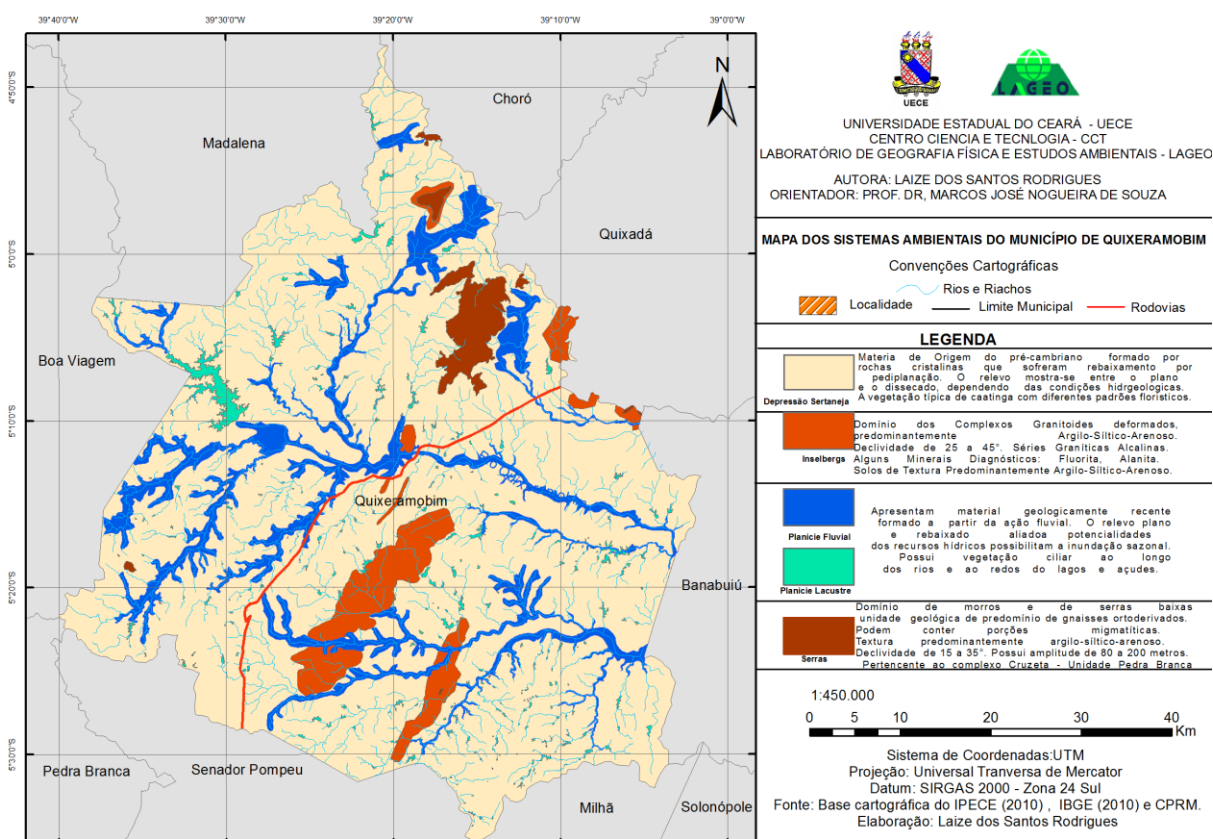 39°40'0"W
39°30'0"W
39°20'0"W
39°10'0"W
39°0'0"W
4°50'0"S
5°0'0"S
5°10'0"S
5°20'0"S
5°30'0"S
N
Choró
Madalena
Quixadá
Boa Viagem
Quixeramobim
Banabuiú
Pedra Branca
Senador Pompeu
Milhã
Solonópole
UECE
LAGEO
UNIVERSIDADE ESTADUAL DO CEARÁ - UECE
CENTRO CIENCIA E TECNLOGIA - CCT
LABORATÓRIO DE GEOGRAFIA FÍSICA E ESTUDOS AMBIENTAIS - LAGEO
AUTORA: LAIZE DOS SANTOS RODRIGUES
ORIENTADOR: PROF. DR, MARCOS JOSÉ NOGUEIRA DE SOUZA
MAPA DOS SISTEMAS AMBIENTAIS DO MUNICÍPIO DE QUIXERAMOBIM
Convenções Cartográficas
Rios e Riachos
Localidade
Limite Municipal
Rodovias
LEGENDA
Materia de Origem do pré-cambriano formado por
rochas cristalinas que sofreram rebaixamento por
pediplanação. O relevo mostra-se entre o plano
e o dissecado, dependendo das condições hidrgeologicas.
A vegetação típica de caatinga com diferentes padrões florísticos.
Depressão Sertaneja
Domínio dos Complexos Granitoides deformados,
predominantemente Argilo-Síltico-Arenoso.
Declividade de 25 a 45°. Séries Graníticas Alcalinas.
Alguns Minerais Diagnósticos: Fluorita, Alanita.
Solos de Textura Predominantemente Argilo-Síltico-Arenoso.
Inselbergs
Apresentam material geologicamente recente
formado a partir da ação fluvial. O relevo plano
e rebaixado aliados potencialidades
dos recursos hídricos possibilitam a inundação sazonal.
Possui vegetação ciliar ao longo
dos rios e ao redos do lagos e açudes.
Planicie Fluvial
Planicie Lacustre
Domínio de morros e de serras baixas
unidade geológica de predomínio de gnaisses ortoderivados.
Podem conter porções migmatíticas.
Textura predominantemente argilo-síltico-arenoso.
Declividade de 15 a 35°. Possui amplitude de 80 a 200 metros.
Pertencente ao complexo Cruzeta - Unidade Pedra Branca
Serras
1:450.000
0 5 10 20 30 40
Km
Sistema de Coordenadas:UTM
Projeção: Universal Tranversa de Mercator
Datum: SIRGAS 2000 - Zona 24 Sul
Fonte: Base cartográfica do IPECE (2010) , IBGE (2010) e CPRM.
Elaboração: Laize dos Santos Rodrigues